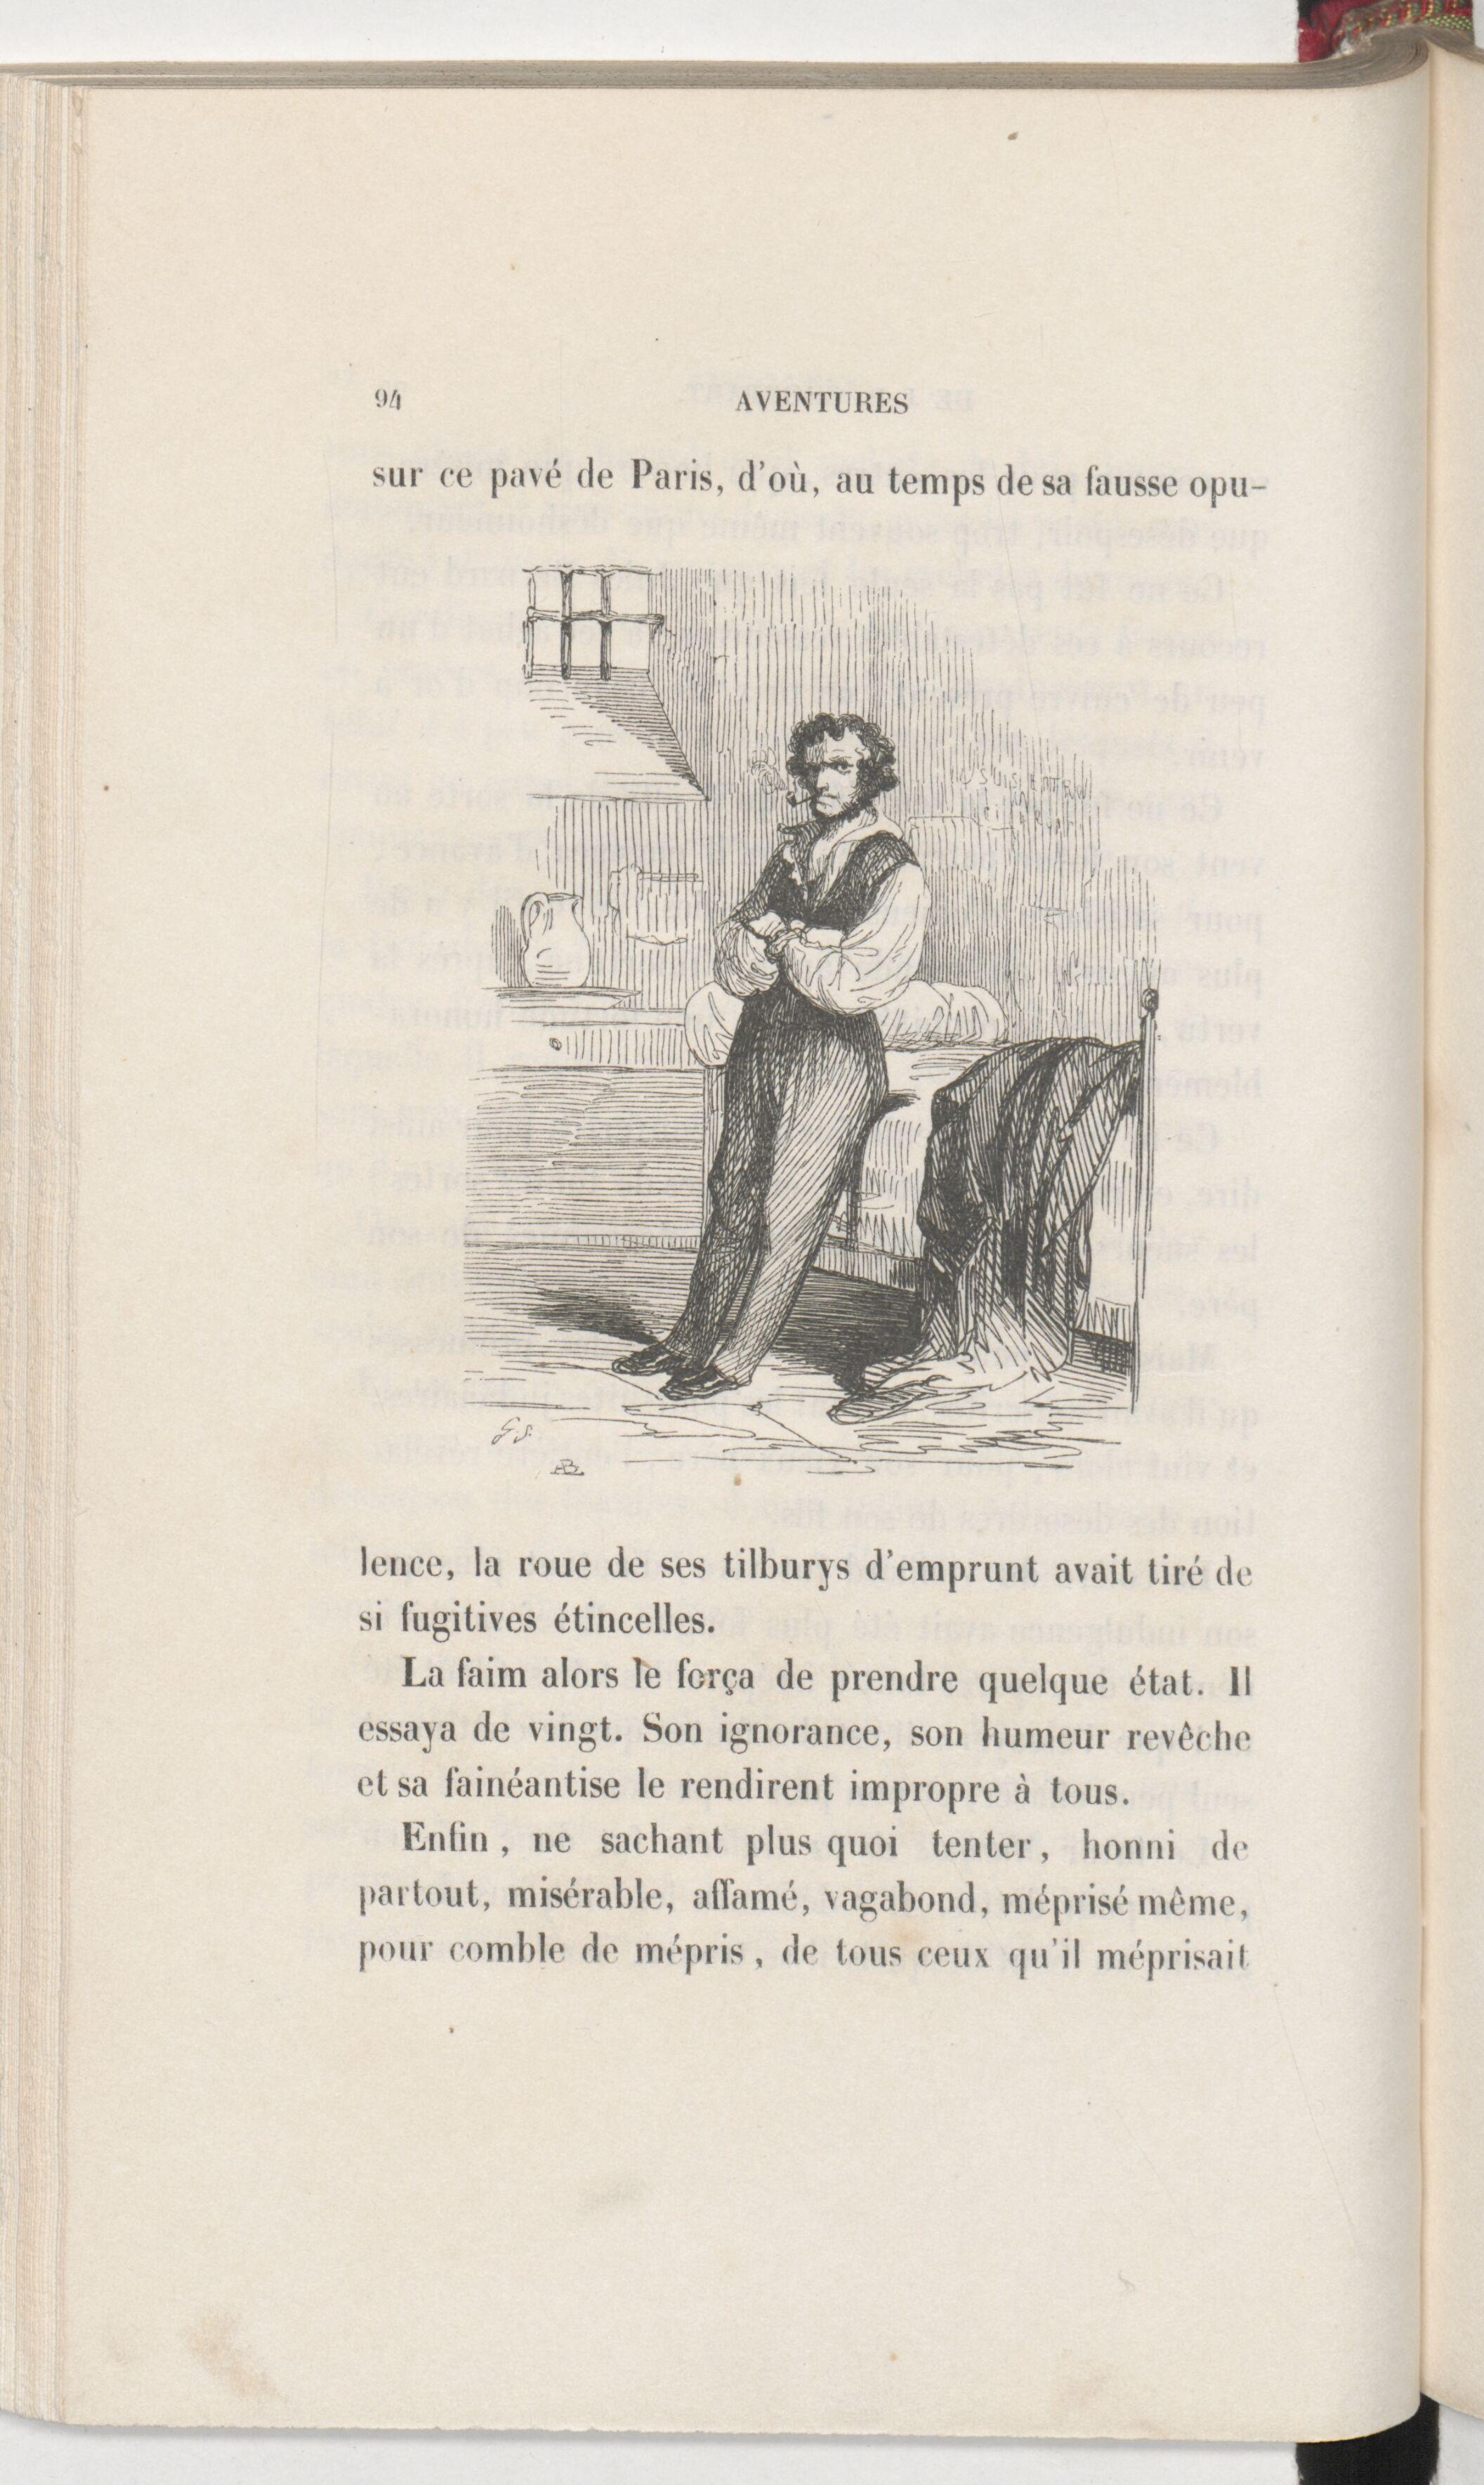 94 AVENTURES
sur ce pavé de Paris, d'où, au temps de sa fausse opu-
GS
AB
lence, la roue de ses tilburys d'emprunt avait tiré de
si fugitives étincelles.
La faim alors le força de prendre quelque état. Il
essaya de vingt. Son ignorance, son humeur revêche
et sa fainéantise le rendirent impropre à tous.
Enfin, ne sachant plus quoi tenter, honni de
partout, misérable, affamé, vagabond, méprisé même,
pour comble de mépris, de tous ceux qu'il méprisait